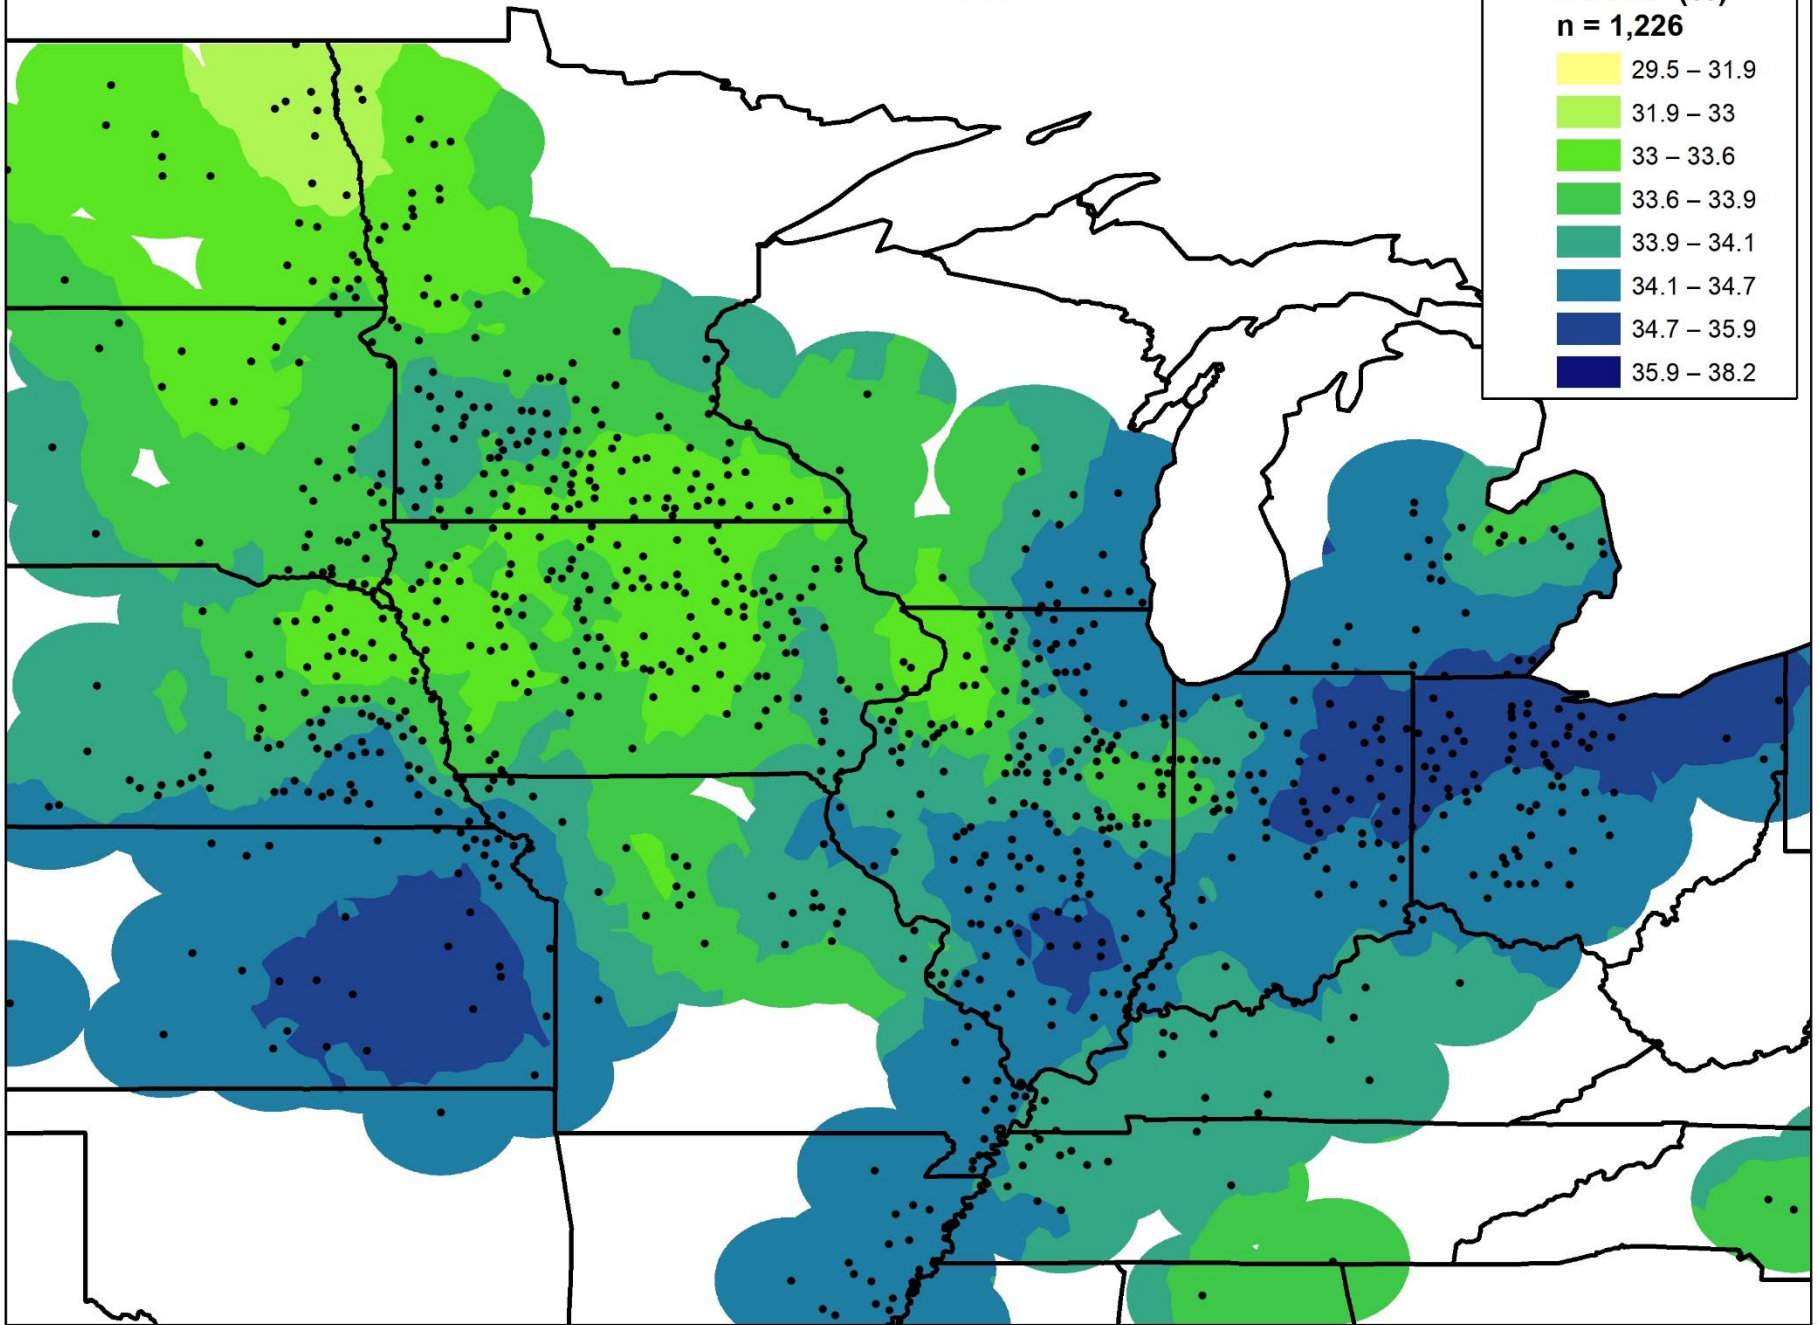 n = 1,226
29.5 – 31.9
31.9 – 33
33 – 33.6
33.6 – 33.9
33.9 – 34.1
34.1 – 34.7
34.7 – 35.9
35.9 – 38.2